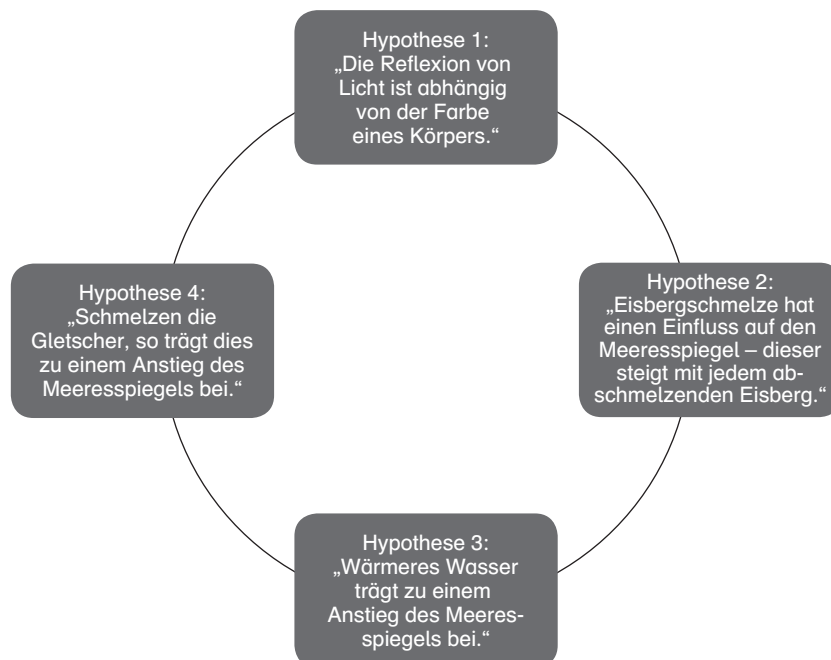 Hypothese 1:
„Die Reflexion von
Licht ist abhängig
von der Farbe
eines Körpers.“
Hypothese 2:
„Eisbergschmelze hat
einen Einfluss auf den
Meeresspiegel – dieser
steigt mit jedem ab-
schmelzenden Eisberg.“
Hypothese 3:
„Wärmeres Wasser
trägt zu einem
Anstieg des Meeres-
spiegels bei.“
Hypothese 4:
„Schmelzen die
Gletscher, so trägt dies
zu einem Anstieg des
Meeresspiegels bei.“